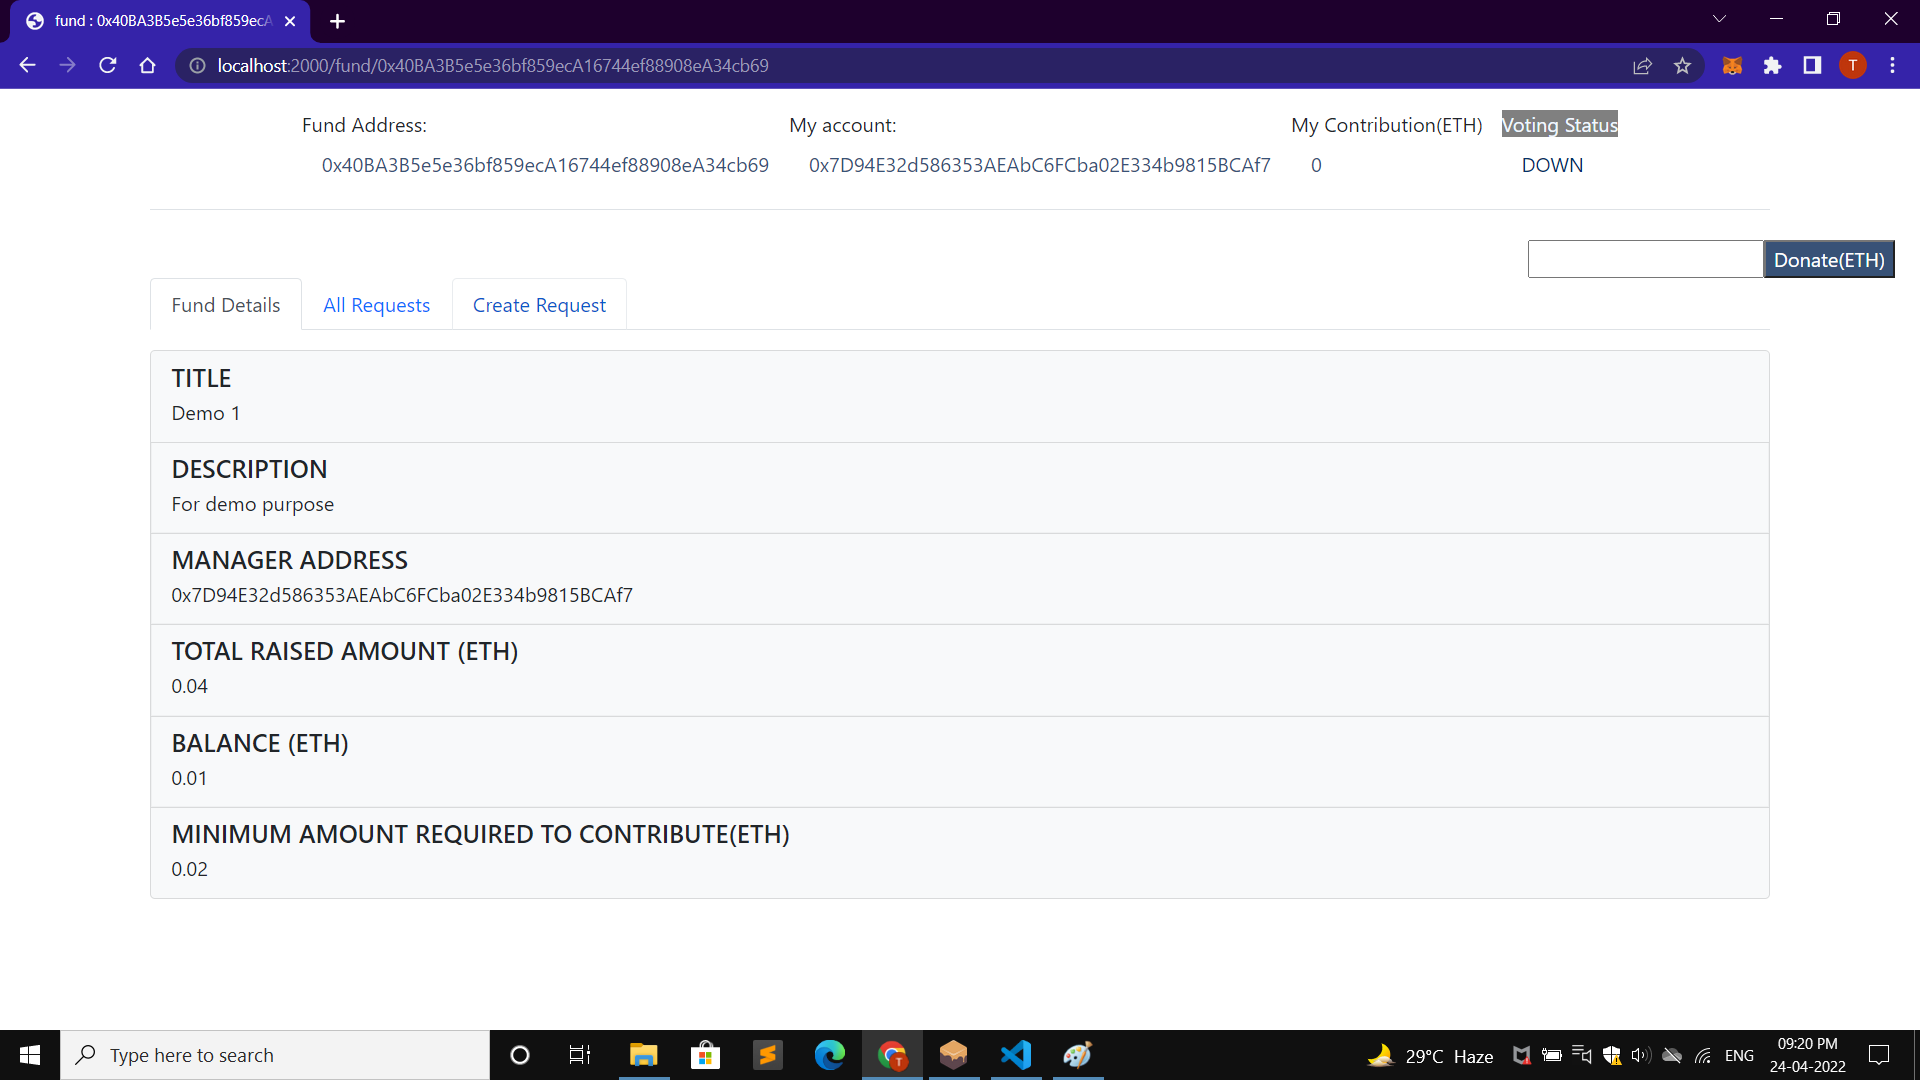 fund : 0x40BA3B5e5e36bf859ecA
localhost:2000/fund/0x40BA3B5e5e36bf859ecA16744ef88908eA34cb69
T
Fund Address: My account: My Contribution(ETH) Voting Status
0x40BA3B5e5e36bf859ecA16744ef88908eA34cb69 0x7D94E32d586353AEAbC6FCba02E334b9815BCAf7 0 DOWN
Donate(ETH)
Fund Details All Requests Create Request
TITLE
Demo 1
DESCRIPTION
For demo purpose
MANAGER ADDRESS
0x7D94E32d586353AEAbC6FCba02E334b9815BCAf7
TOTAL RAISED AMOUNT (ETH)
0.04
BALANCE (ETH)
0.01
MINIMUM AMOUNT REQUIRED TO CONTRIBUTE(ETH)
0.02
Type here to search
T
29°C Haze
ENG
09:20 PM
24-04-2022